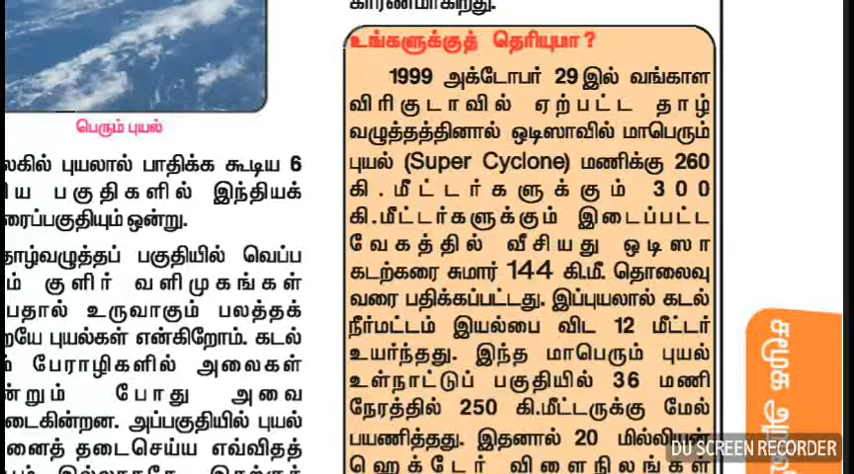 பெரும் புயல்
லகில் புயலால் பாதிக்க கூடிய 6
ிய பகுதிகளில் இந்தியக்
ரைப்பகுதியும் ஒன்று.
தாழ்வழுத்தப் பகுதியில் வெப்ப
ம் குளிர் வளிமுகங்கள்
பதால் உருவாகும் பலத்தக்
றையே புயல்கள் என்கிறோம். கடல்
ம் பேராழிகளில் அலைகள்
ன்றும் போது அவை
டைகின்றன. அப்பகுதியில் புயல்
னைத் தடைசெய்ய எவ்விதத்
காரணமாகிறது.
உங்களுக்குத் தெரியுமா?
1999 அக்டோபர் 29இல் வங்காள
விரிகுடாவில் ஏற்பட்ட தாழ்
வழுத்தத்தினால் ஒடிஸாவில் மாபெரும்
புயல் (Super Cyclone) மணிக்கு 260
கி.மீட்டர்களுக்கும் 300
கி.மீட்டர்களுக்கும் இடைப்பட்ட
வேகத்தில் வீசியது ஒடிஸா
கடற்கரை சுமார் 144 கி.மீ. தொலைவு
வரை பதிக்கப்பட்டது. இப்புயலால் கடல்
நீர்மட்டம் இயல்பை விட 12 மீட்டர்
உயர்ந்தது. இந்த மாபெரும் புயல்
உள்நாட்டுப் பகுதியில் 36 மணி
நேரத்தில் 250 கி.மீட்டருக்கு மேல்
பயணித்தது. இதனால் 20 மில்லியன்
ஹெக்டேர் விளைநிலங்கள்
DU SCREEN RECORDER